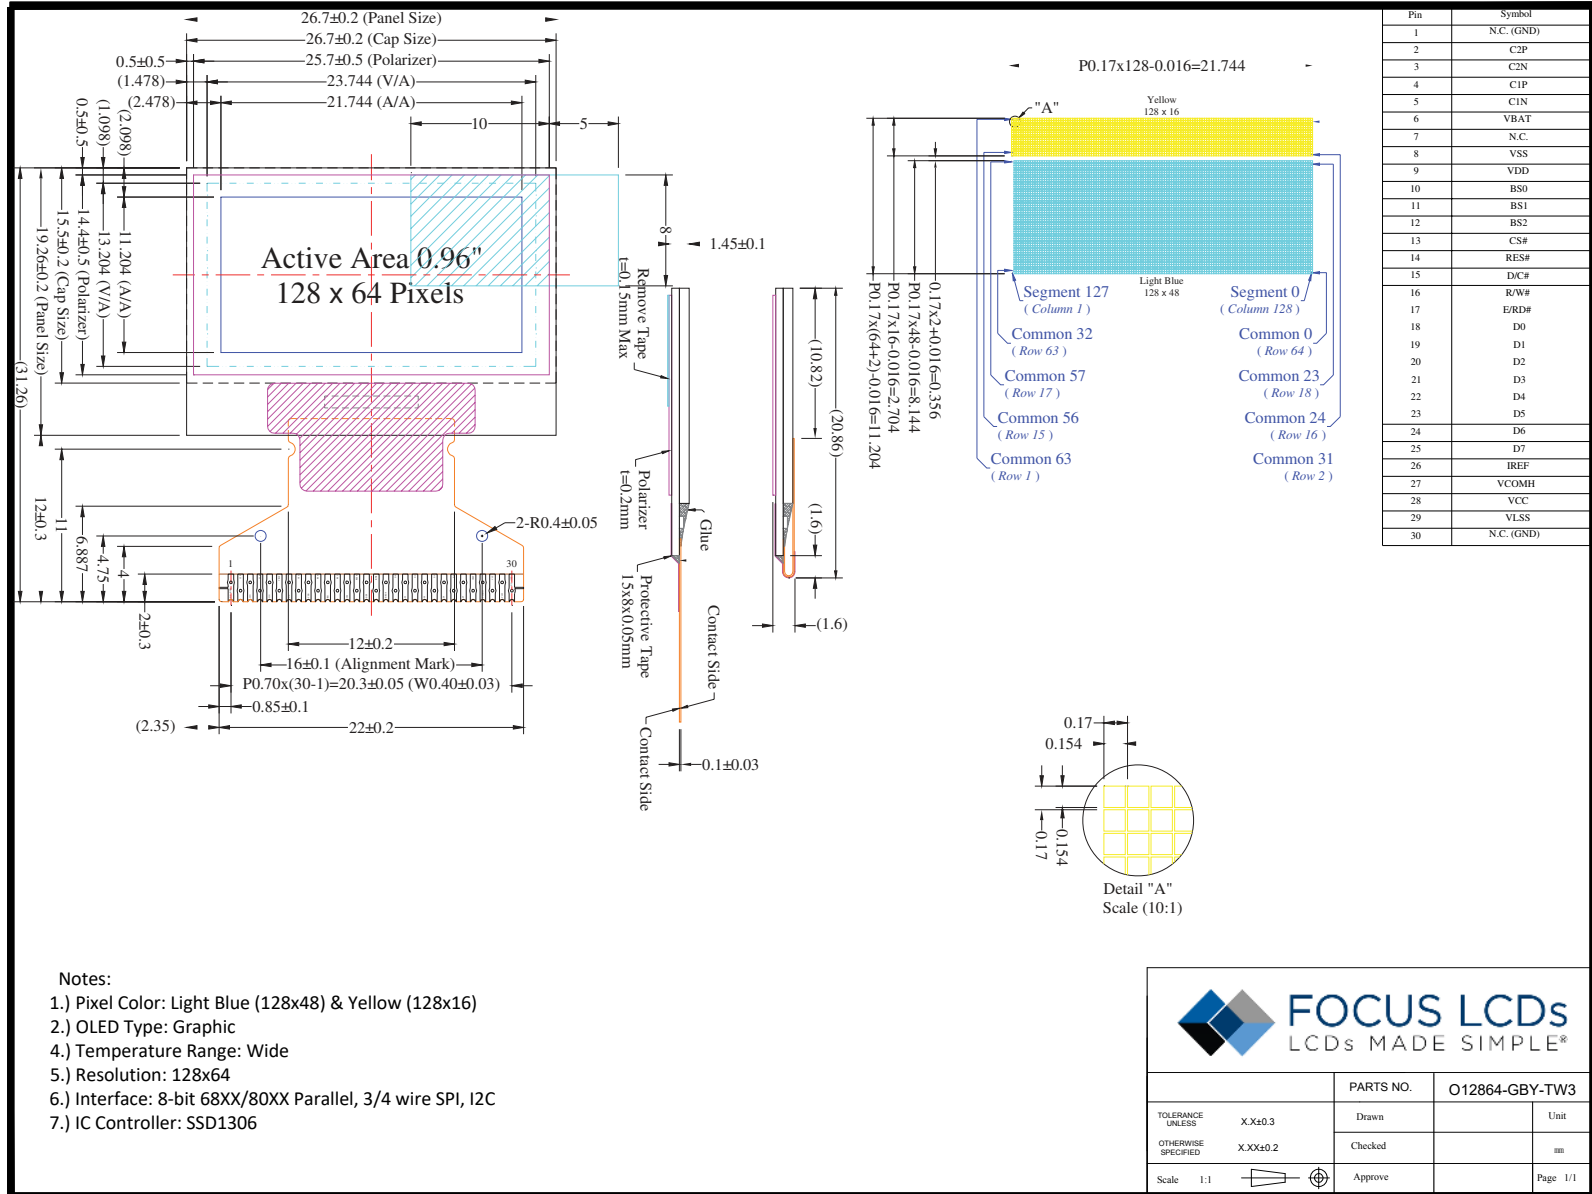 26.7±0.2 (Panel Size)
26.7±0.2 (Cap Size)
0.5±0.5
25.7±0.5 (Polarizer)
(1.478)
23.744 (V/A)
(2.478)
21.744 (A/A)
10
5
0.5±0.5
(1.098)
(2.098)
(31.26)
19.26±0.2 (Panel Size)
15.5±0.2 (Cap Size)
14.4±0.5 (Polarizer)
13.204 (V/A)
11.204 (A/A)
Active Area 0.96"
128 x 64 Pixels
8
1.45±0.1
Remove Tape
t=0.15mm Max
Polarizer
t=0.2mm
Glue
Protective Tape
15x8x0.05mm
Contact Side
Contact Side
0.1±0.03
(10.82)
(20.86)
(1.6)
(1.6)
12±0.3
11
6.887
4.75
4
2±0.3
2-R0.4±0.05
1
30
12±0.2
16±0.1 (Alignment Mark)
P0.70x(30-1)=20.3±0.05 (W0.40±0.03)
0.85±0.1
(2.35)
22±0.2
P0.17x128-0.016=21.744
"A"
Yellow
128 x 16
Light Blue
128 x 48
P0.17x(64+2)-0.016=11.204
P0.17x16-0.016=2.704
P0.17x48-0.016=8.144
0.17x2+0.016=0.356
Segment 127
( Column 1 )
Segment 0
( Column 128 )
Common 32
( Row 63 )
Common 0
( Row 64 )
Common 57
( Row 17 )
Common 23
( Row 18 )
Common 56
( Row 15 )
Common 24
( Row 16 )
Common 63
( Row 1 )
Common 31
( Row 2 )
Pin Symbol
1 N.C. (GND)
2 C2P
3 C2N
4 C1P
5 C1N
6 VBAT
7 N.C.
8 VSS
9 VDD
10 BS0
11 BS1
12 BS2
13 CS#
14 RES#
15 D/C#
16 R/W#
17 E/RD#
18 D0
19 D1
20 D2
21 D3
22 D4
23 D5
24 D6
25 D7
26 IREF
27 VCOMH
28 VCC
29 VLSS
30 N.C. (GND)
0.17
0.154
0.17
0.154
Detail "A"
Scale (10:1)
Notes:
1.) Pixel Color: Light Blue (128x48) & Yellow (128x16)
2.) OLED Type: Graphic
4.) Temperature Range: Wide
5.) Resolution: 128x64
6.) Interface: 8-bit 68XX/80XX Parallel, 3/4 wire SPI, I2C
7.) IC Controller: SSD1306
FOCUS LCDs
LCDs MADE SIMPLE®
PARTS NO. O12864-GBY-TW3
TOLERANCE
UNLESS
X.X±0.3
Drawn
Unit
OTHERWISE
SPECIFIED
X.XX±0.2
Checked
mm
Scale 1:1
Approve
Page 1/1